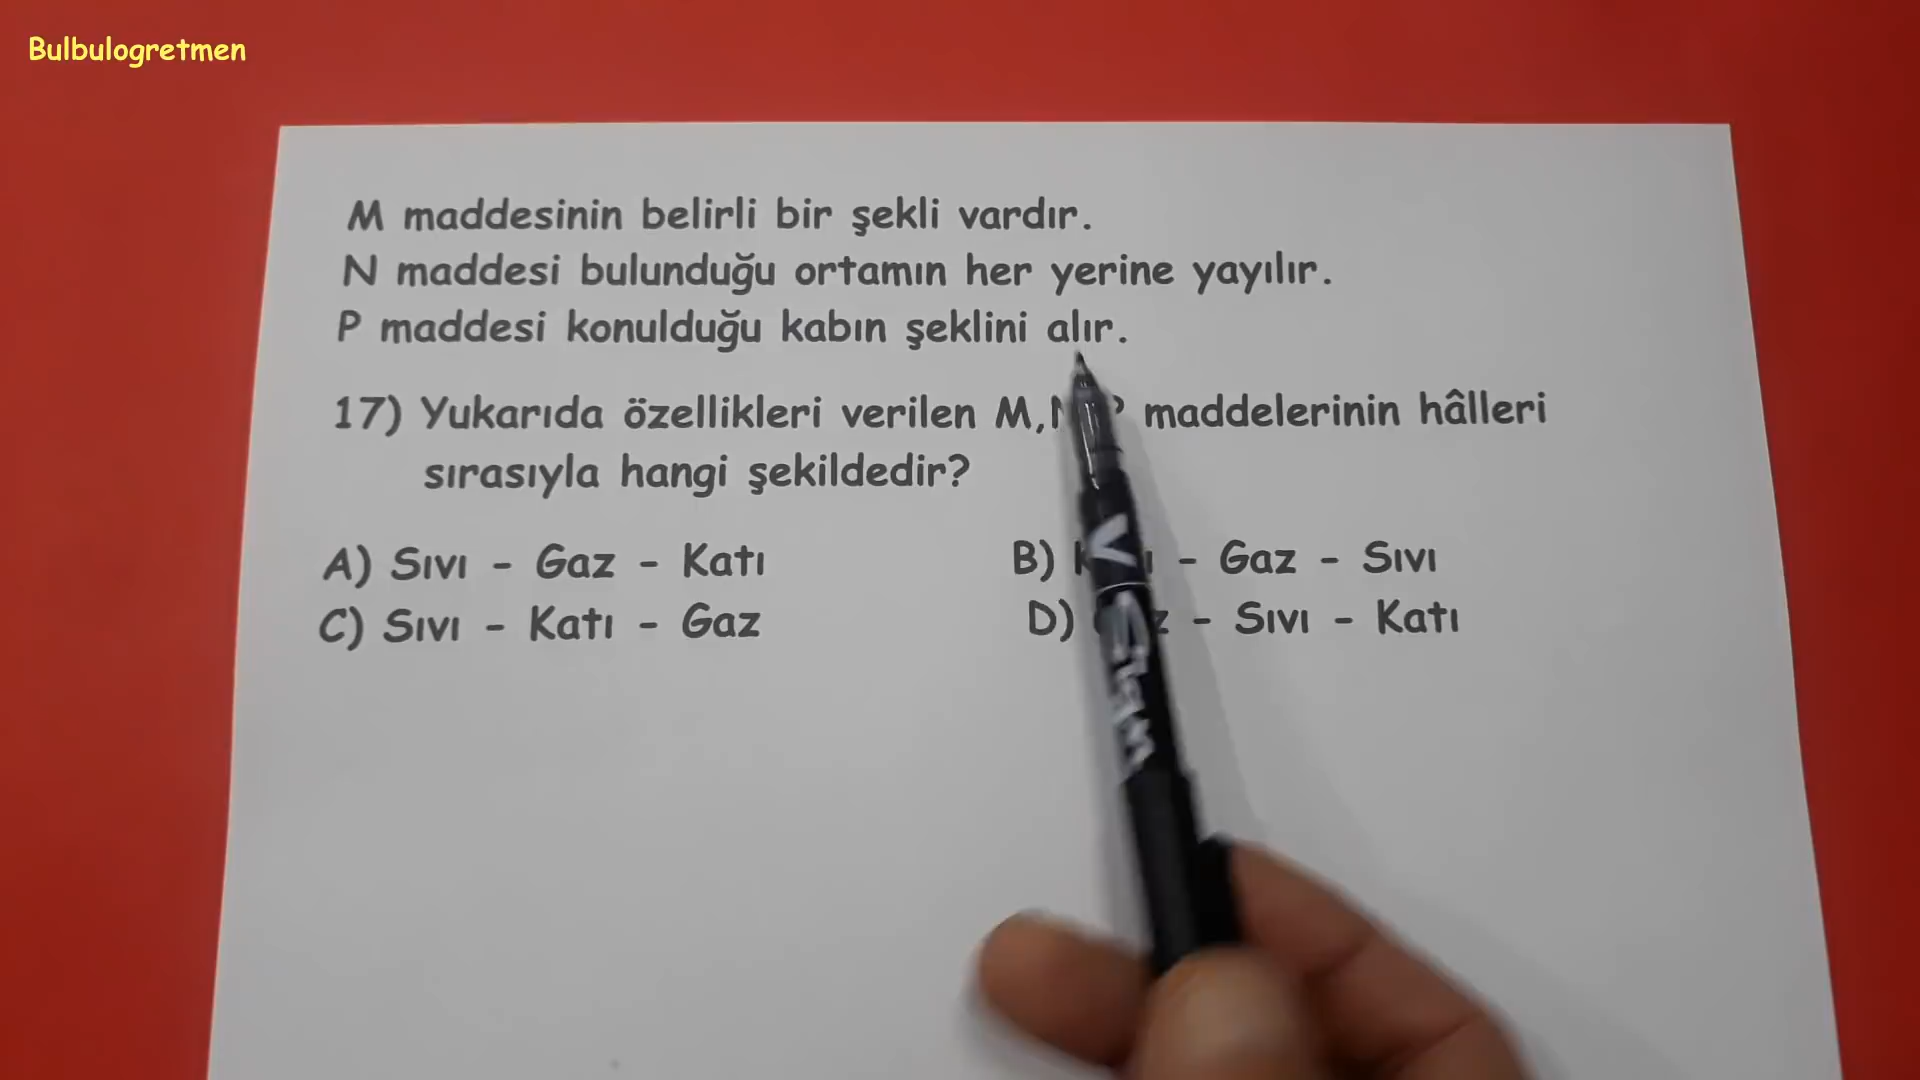 Bulbulogretmen
M maddesinin belirli bir şekli vardır.
N maddesi bulunduğu ortamın her yerine yayılır.
P maddesi konulduğu kabın şeklini alır.
17) Yukarıda özellikleri verilen M, maddelerinin hâlleri
sırasıyla hangi şekildedir?
A) Sıvı - Gaz - Katı
B) - Gaz - Sıvı
C) Sıvı - Katı - Gaz
D) - Sıvı - Katı
V Sign